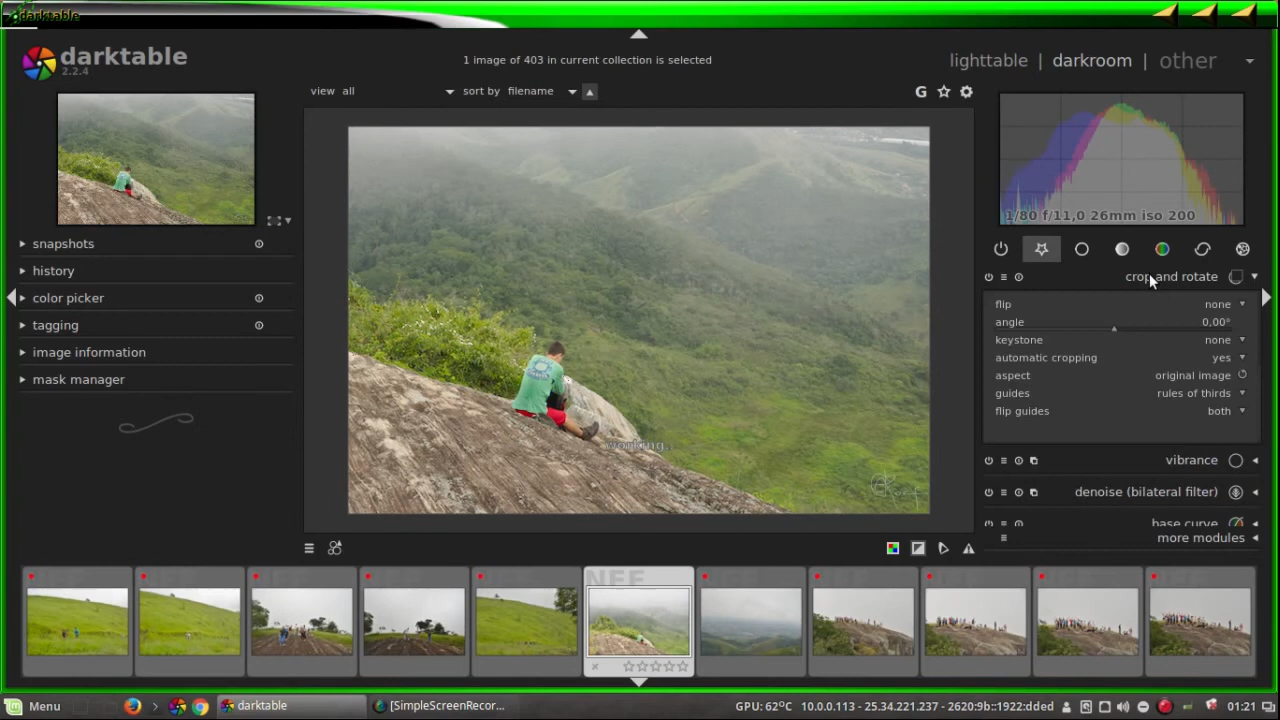 darktable
darktable
2.2.4
1 image of 403 in current collection is selected
lighttable | darkroom | other
view all sort by filename
G
1/80 f/11,0 26mm iso 200
snapshots
history
color picker
tagging
image information
mask manager
crop and rotate
flip none
angle 0,00°
keystone none
automatic cropping yes
aspect original image
guides rules of thirds
flip guides both
vibrance
denoise (bilateral filter)
base curve
more modules
working..
NEF
Menu
darktable
[SimpleScreenRecor...
GPU: 62°C
10.0.0.113 - 25.34.221.237 - 2620:9b::1922:dded
01:21